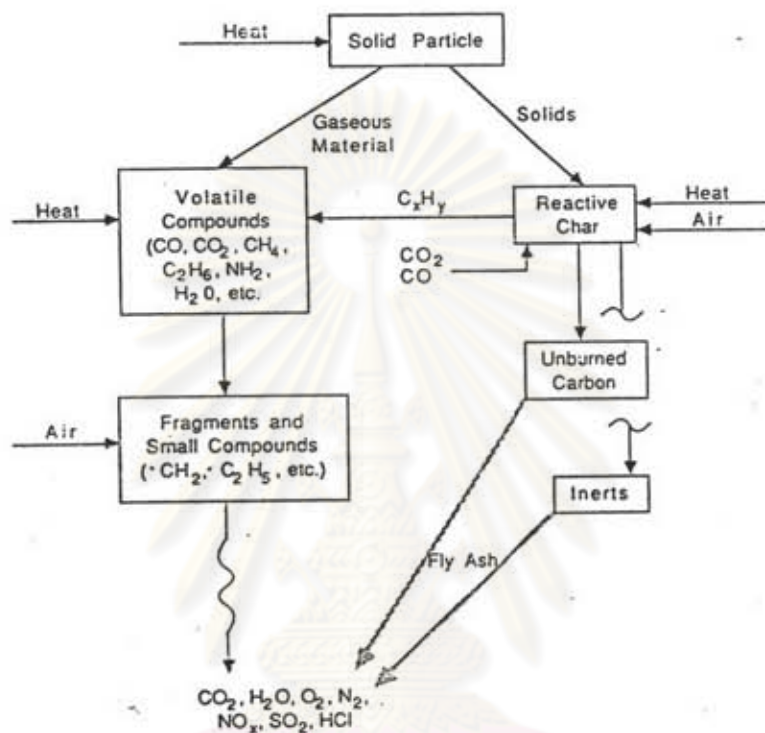 Heat
Solid Particle
Gaseous
Material
Solids
Heat
Volatile
Compounds
(CO, CO₂, CH₄,
C₂H₆, NH₂,
H₂O, etc.
CₓHᵧ
Reactive
Char
Heat
Air
CO₂
CO
Unburned
Carbon
Air
Fragments and
Small Compounds
(·CH₂,· C₂H₅, etc.)
Inerts
Fly Ash
CO₂, H₂O, O₂, N₂,
NOₓ, SO₂, HCl